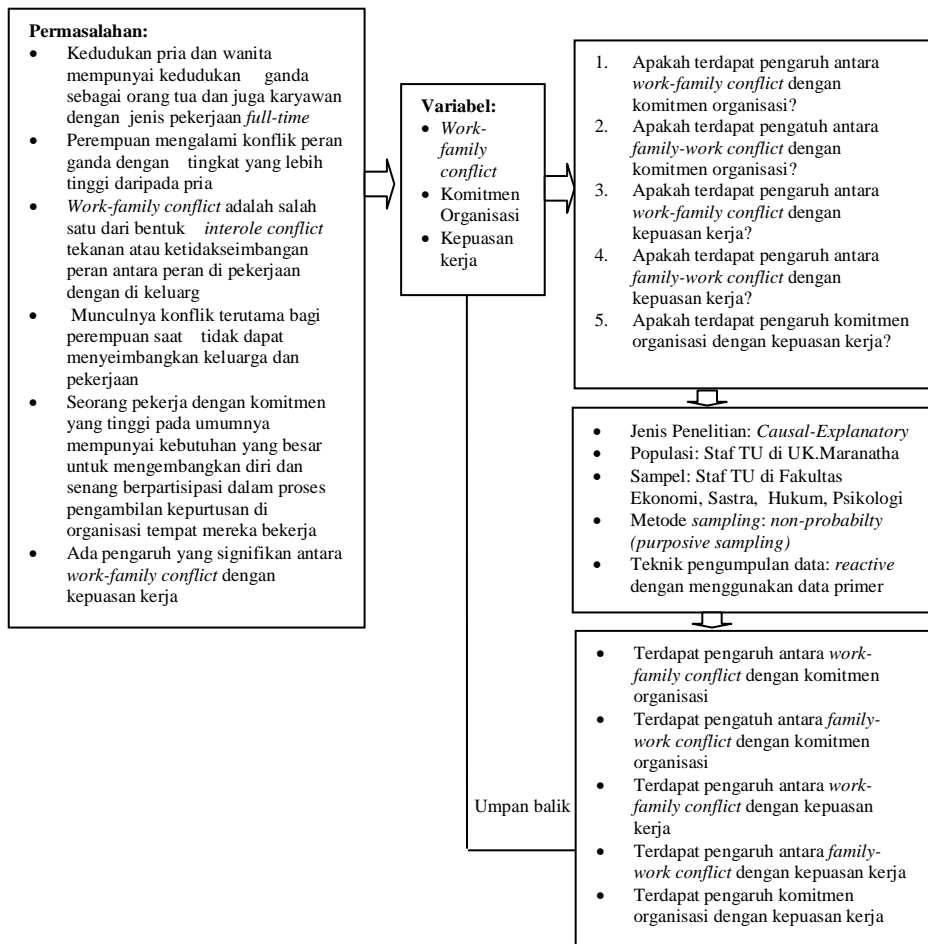 Permasalahan:
• Kedudukan pria dan wanita
mempunyai kedudukan ganda
sebagai orang tua dan juga karyawan
dengan jenis pekerjaan full-time
• Perempuan mengalami konflik peran
ganda dengan tingkat yang lebih
tinggi daripada pria
• Work-family conflict adalah salah
satu dari bentuk interole conflict
tekanan atau ketidakseimbangan
peran antara peran di pekerjaan
dengan di keluarg
• Munculnya konflik terutama bagi
perempuan saat tidak dapat
menyeimbangkan keluarga dan
pekerjaan
• Seorang pekerja dengan komitmen
yang tinggi pada umumnya
mempunyai kebutuhan yang besar
untuk mengembangkan diri dan
senang berpartisipasi dalam proses
pengambilan kepurtusan di
organisasi tempat mereka bekerja
• Ada pengaruh yang signifikan antara
work-family conflict dengan
kepuasan kerja
Variabel:
• Work-
family
conflict
• Komitmen
Organisasi
• Kepuasan
kerja
1. Apakah terdapat pengaruh antara
work-family conflict dengan
komitmen organisasi?
2. Apakah terdapat pengatuh antara
family-work conflict dengan
komitmen organisasi?
3. Apakah terdapat pengaruh antara
work-family conflict dengan
kepuasan kerja?
4. Apakah terdapat pengaruh antara
family-work conflict dengan
kepuasan kerja?
5. Apakah terdapat pengaruh komitmen
organisasi dengan kepuasan kerja?
• Jenis Penelitian: Causal-Explanatory
• Populasi: Staf TU di UK.Maranatha
• Sampel: Staf TU di Fakultas
Ekonomi, Sastra, Hukum, Psikologi
• Metode sampling: non-probabilty
(purposive sampling)
• Teknik pengumpulan data: reactive
dengan menggunakan data primer
• Terdapat pengaruh antara work-
family conflict dengan komitmen
organisasi
• Terdapat pengatuh antara family-
work conflict dengan komitmen
organisasi
• Terdapat pengaruh antara work-
family conflict dengan kepuasan
kerja
• Terdapat pengaruh antara family-
work conflict dengan kepuasan kerja
• Terdapat pengaruh komitmen
organisasi dengan kepuasan kerja
Umpan balik